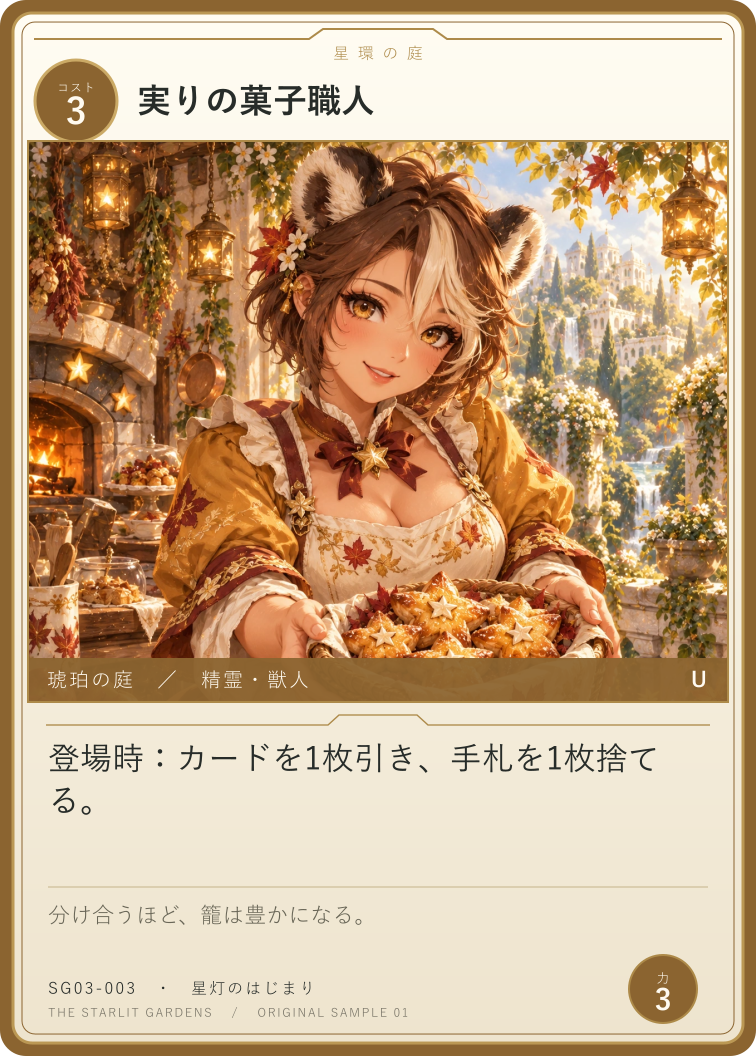 星環の庭
コスト
3
実りの菓子職人
琥珀の庭 ／ 精霊・獣人
U
登場時：カードを1枚引き、手札を1枚捨て
る。
分け合うほど、籠は豊かになる。
SG03-003 ・ 星灯のはじまり
THE STARLIT GARDENS / ORIGINAL SAMPLE 01
力
3